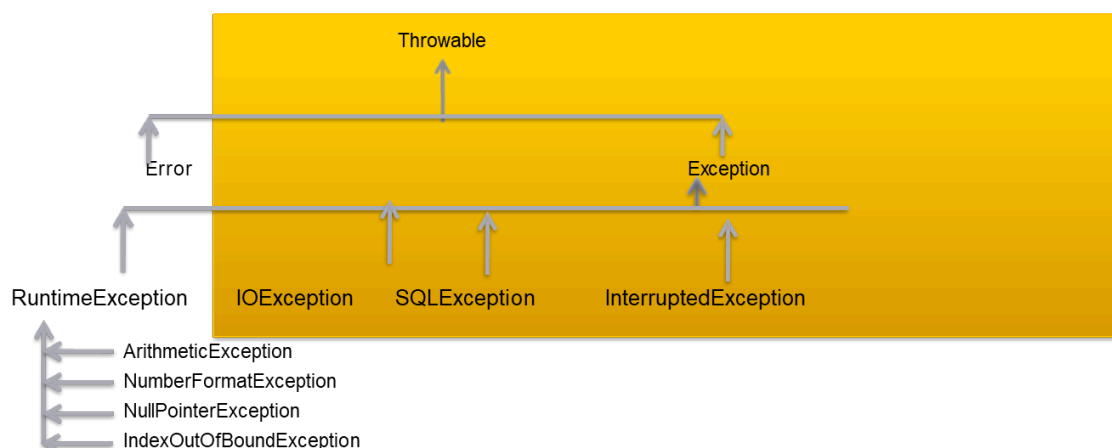 Throwable
Error
Exception
RuntimeException
IOException
SQLException
InterruptedException
ArithmeticException
NumberFormatException
NullPointerException
IndexOutOfBoundException